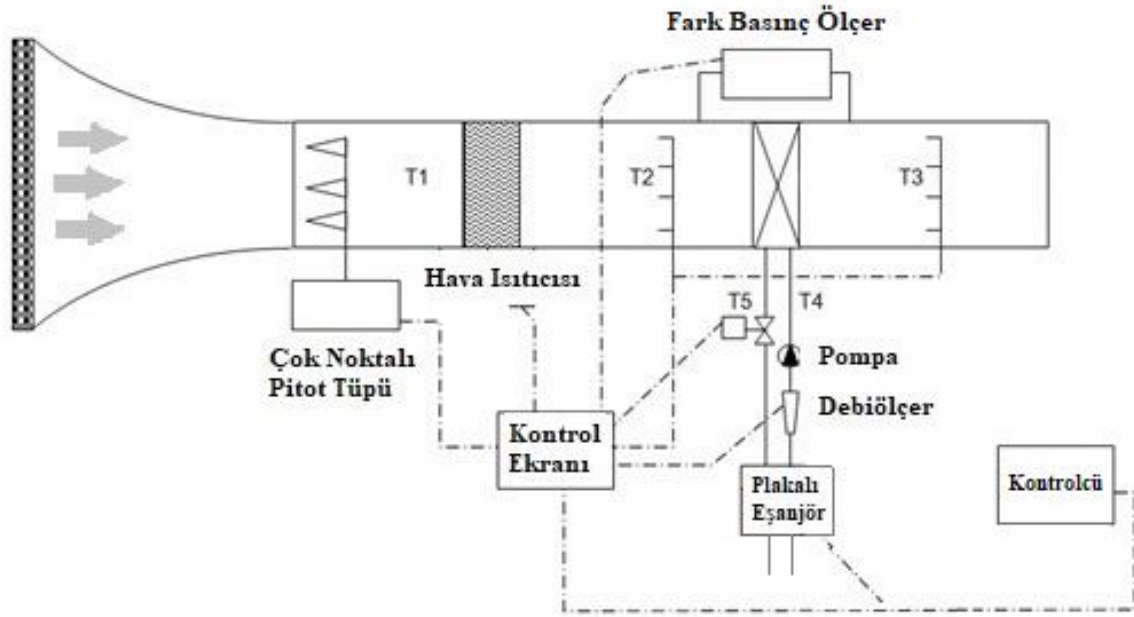 Fark Basınç Ölçer
T1
T2
T3
Hava Isıtıcısı
T5
T4
Çok Noktalı
Pitot Tüpü
Pompa
Debiölçer
Kontrol
Ekranı
Plakalı
Eşanjör
Kontrolcü